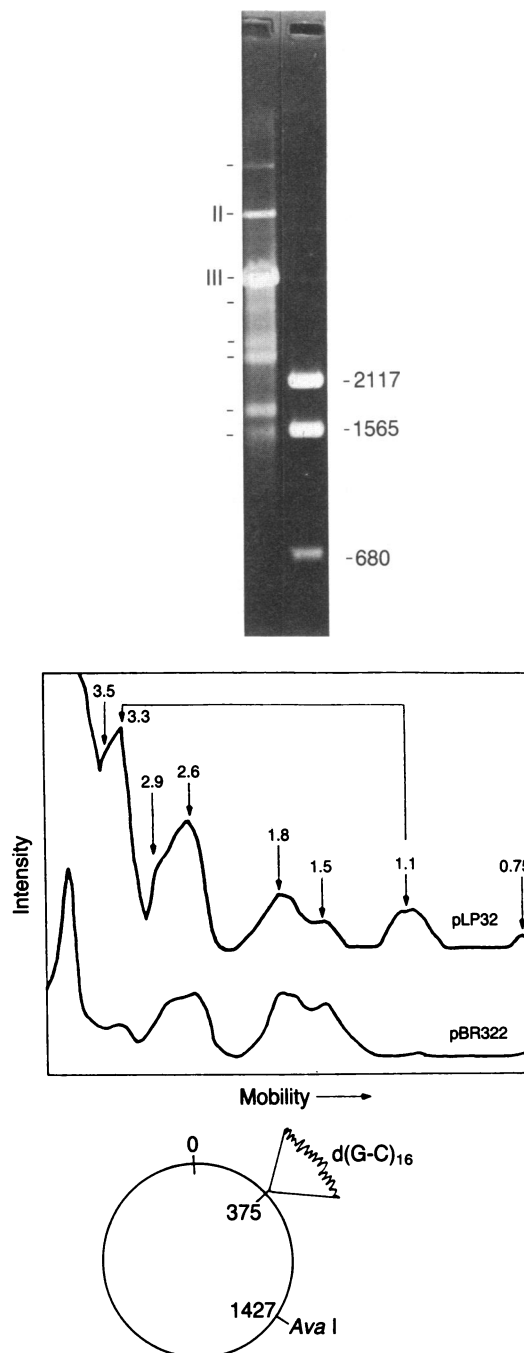 II -
III -
-2117
-1565
-680
3.5
3.3
2.9
2.6
1.8
1.5
1.1
0.75
Intensity
pLP32
pBR322
Mobility
0
d(G-C)16
375
1427
Ava I